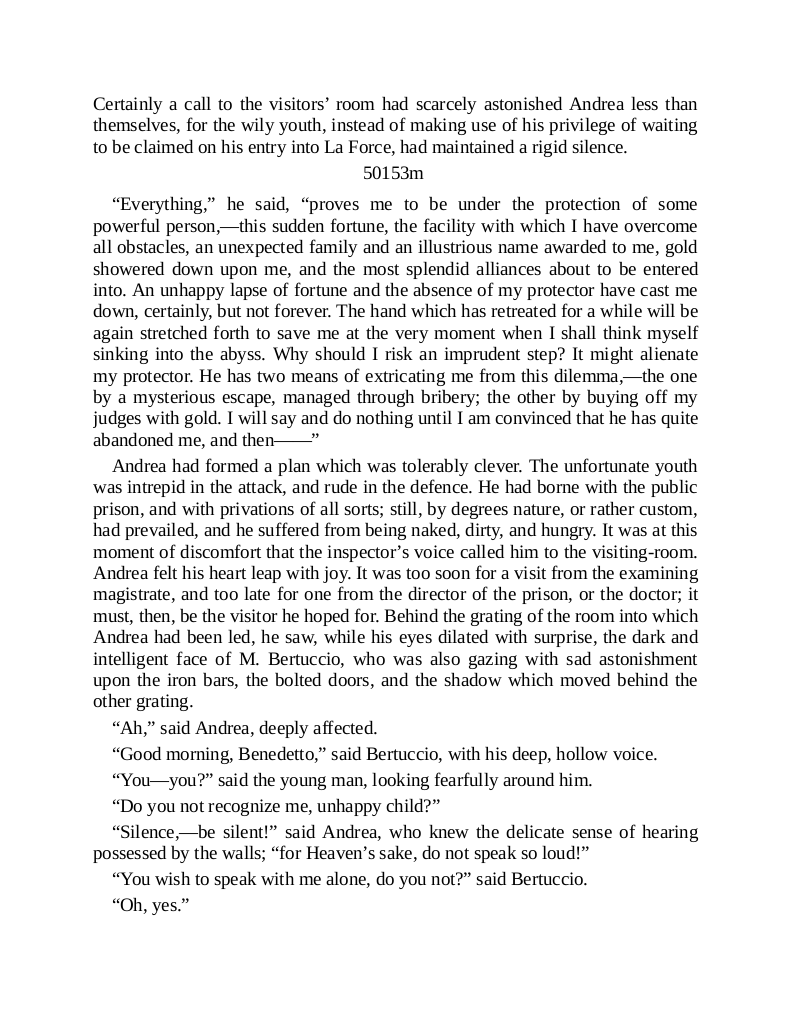 Certainly a call to the visitors’ room had scarcely astonished Andrea less than
themselves, for the wily youth, instead of making use of his privilege of waiting
to be claimed on his entry into La Force, had maintained a rigid silence.
50153m
“Everything,” he said, “proves me to be under the protection of some
powerful person,—this sudden fortune, the facility with which I have overcome
all obstacles, an unexpected family and an illustrious name awarded to me, gold
showered down upon me, and the most splendid alliances about to be entered
into. An unhappy lapse of fortune and the absence of my protector have cast me
down, certainly, but not forever. The hand which has retreated for a while will be
again stretched forth to save me at the very moment when I shall think myself
sinking into the abyss. Why should I risk an imprudent step? It might alienate
my protector. He has two means of extricating me from this dilemma,—the one
by a mysterious escape, managed through bribery; the other by buying off my
judges with gold. I will say and do nothing until I am convinced that he has quite
abandoned me, and then——”
Andrea had formed a plan which was tolerably clever. The unfortunate youth
was intrepid in the attack, and rude in the defence. He had borne with the public
prison, and with privations of all sorts; still, by degrees nature, or rather custom,
had prevailed, and he suffered from being naked, dirty, and hungry. It was at this
moment of discomfort that the inspector’s voice called him to the visiting-room.
Andrea felt his heart leap with joy. It was too soon for a visit from the examining
magistrate, and too late for one from the director of the prison, or the doctor; it
must, then, be the visitor he hoped for. Behind the grating of the room into which
Andrea had been led, he saw, while his eyes dilated with surprise, the dark and
intelligent face of M. Bertuccio, who was also gazing with sad astonishment
upon the iron bars, the bolted doors, and the shadow which moved behind the
other grating.
“Ah,” said Andrea, deeply affected.
“Good morning, Benedetto,” said Bertuccio, with his deep, hollow voice.
“You—you?” said the young man, looking fearfully around him.
“Do you not recognize me, unhappy child?”
“Silence,—be silent!” said Andrea, who knew the delicate sense of hearing
possessed by the walls; “for Heaven’s sake, do not speak so loud!”
“You wish to speak with me alone, do you not?” said Bertuccio.
“Oh, yes.”